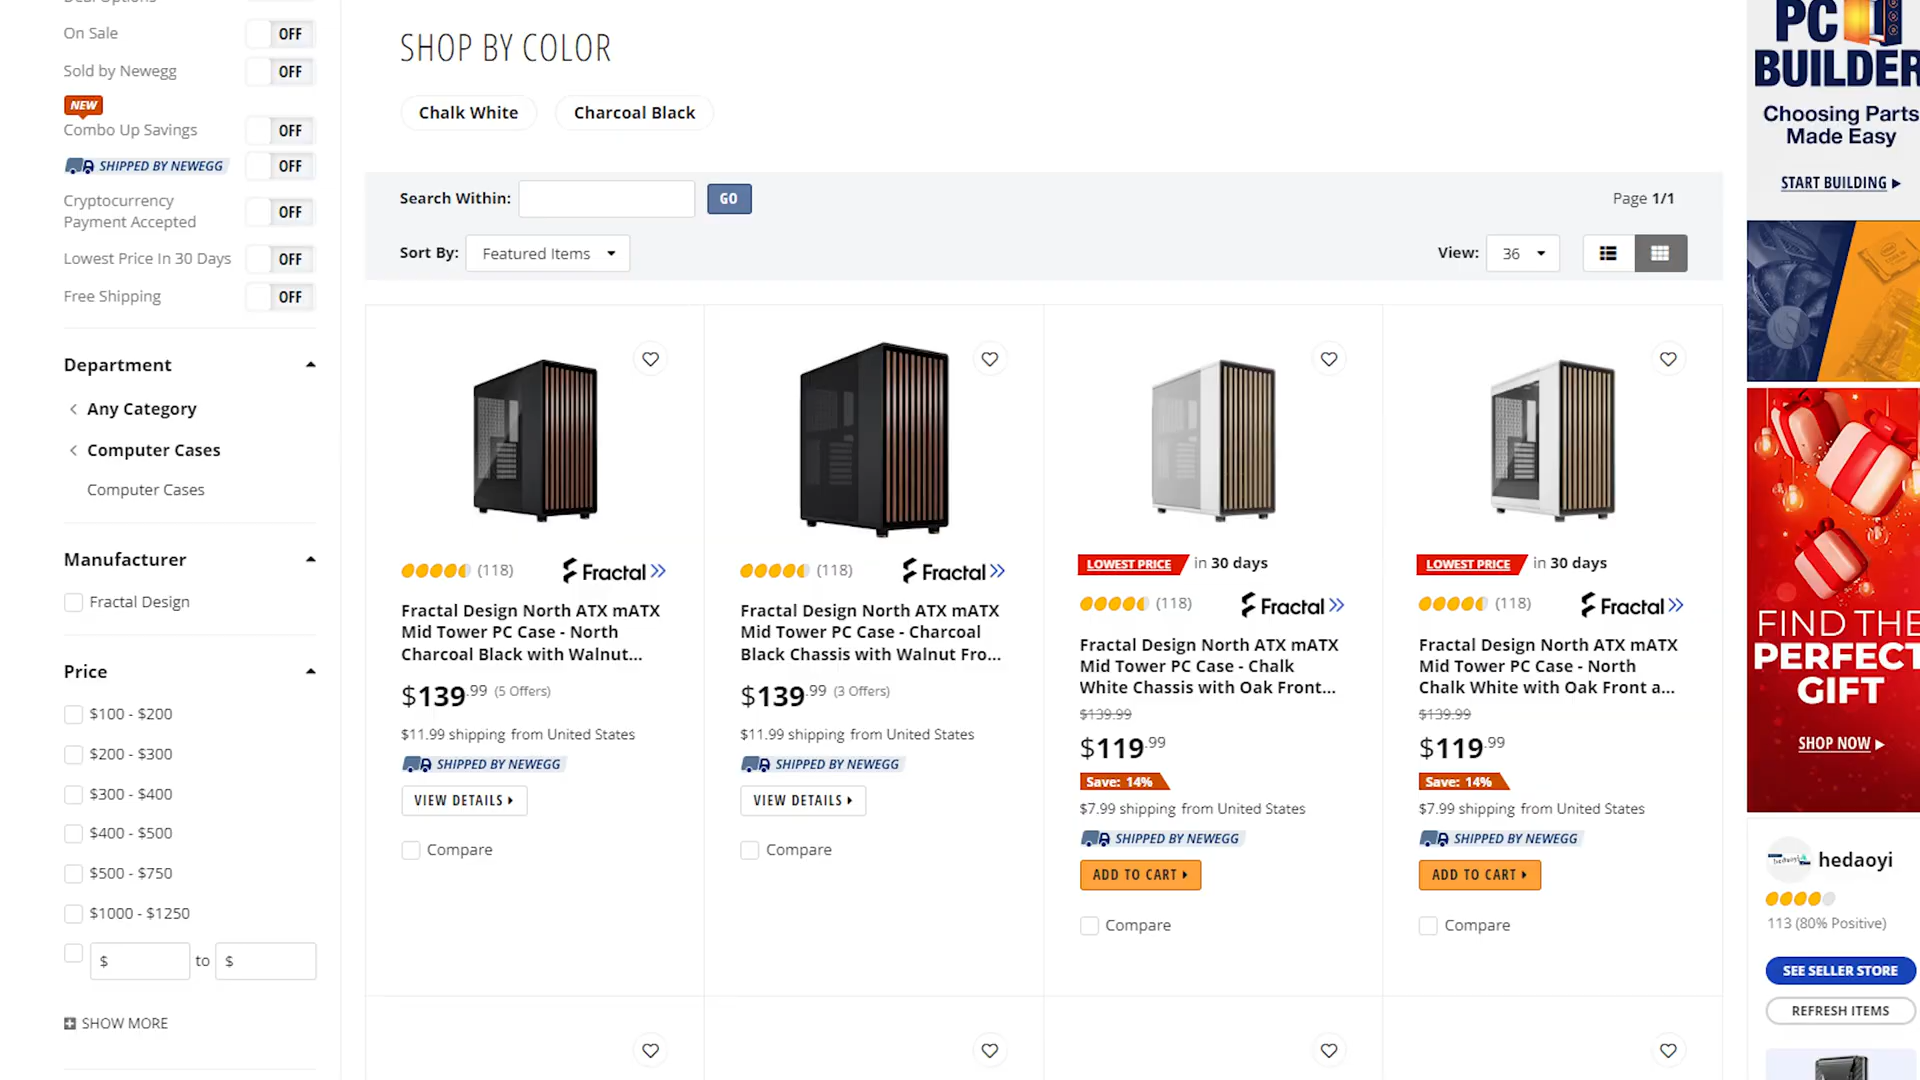 Deal Options
On Sale
OFF
Sold by Newegg
OFF
NEW
Combo Up Savings
OFF
SHIPPED BY NEWEGG
OFF
Cryptocurrency
Payment Accepted
OFF
Lowest Price In 30 Days
OFF
Free Shipping
OFF
Department
Any Category
Computer Cases
Computer Cases
Manufacturer
Fractal Design
Price
$100 - $200
$200 - $300
$300 - $400
$400 - $500
$500 - $750
$1000 - $1250
$ to $
SHOW MORE
SHOP BY COLOR
Chalk White
Charcoal Black
Search Within:
GO
Page 1/1
Sort By: Featured Items
View: 36
(118)
Fractal
Fractal Design North ATX mATX
Mid Tower PC Case - North
Charcoal Black with Walnut...
$139.99 (5 Offers)
$11.99 shipping from United States
SHIPPED BY NEWEGG
VIEW DETAILS
Compare
(118)
Fractal
Fractal Design North ATX mATX
Mid Tower PC Case - Charcoal
Black Chassis with Walnut Fro...
$139.99 (3 Offers)
$11.99 shipping from United States
SHIPPED BY NEWEGG
VIEW DETAILS
Compare
LOWEST PRICE in 30 days
(118)
Fractal
Fractal Design North ATX mATX
Mid Tower PC Case - Chalk
White Chassis with Oak Front...
$139.99
$119.99
Save: 14%
$7.99 shipping from United States
SHIPPED BY NEWEGG
ADD TO CART
Compare
LOWEST PRICE in 30 days
(118)
Fractal
Fractal Design North ATX mATX
Mid Tower PC Case - North
Chalk White with Oak Front a...
$139.99
$119.99
Save: 14%
$7.99 shipping from United States
SHIPPED BY NEWEGG
ADD TO CART
Compare
PC
BUILDER
Choosing Parts
Made Easy
START BUILDING
FIND THE
PERFECT
GIFT
SHOP NOW
hedaoyi
113 (80% Positive)
SEE SELLER STORE
REFRESH ITEMS